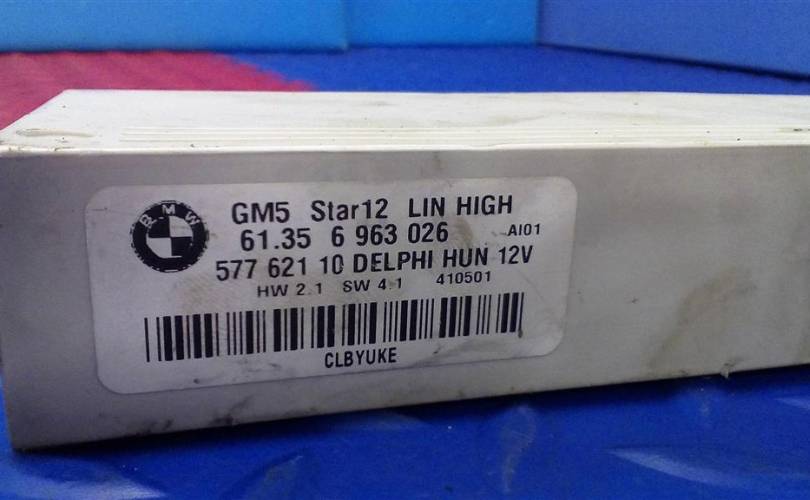 BMW
GM5 Star12 LIN HIGH
61.35 6 963 026 AI01
577 621 10 DELPHI HUN 12V
HW 2.1 SW 4.1 410501
CLBYUKE